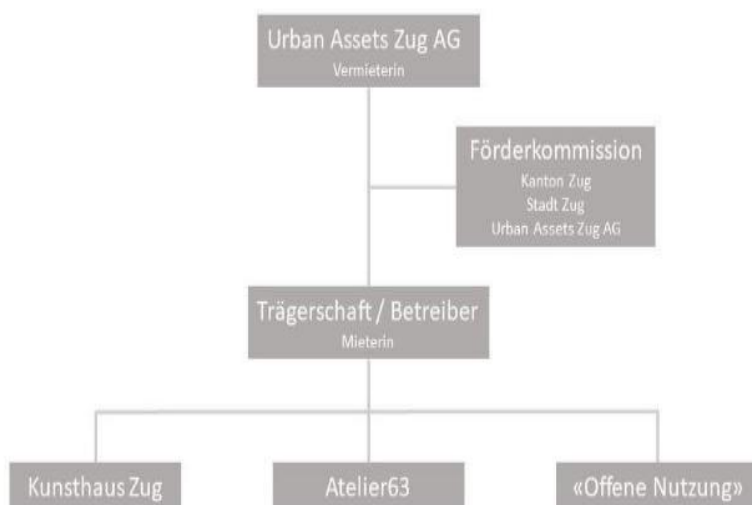 Urban Assets Zug AG
Vermieterin
Förderkommission
Kanton Zug
Stadt Zug
Urban Assets Zug AG
Trägerschaft / Betreiber
Mieterin
Kunsthaus Zug
Atelier63
«Offene Nutzung»